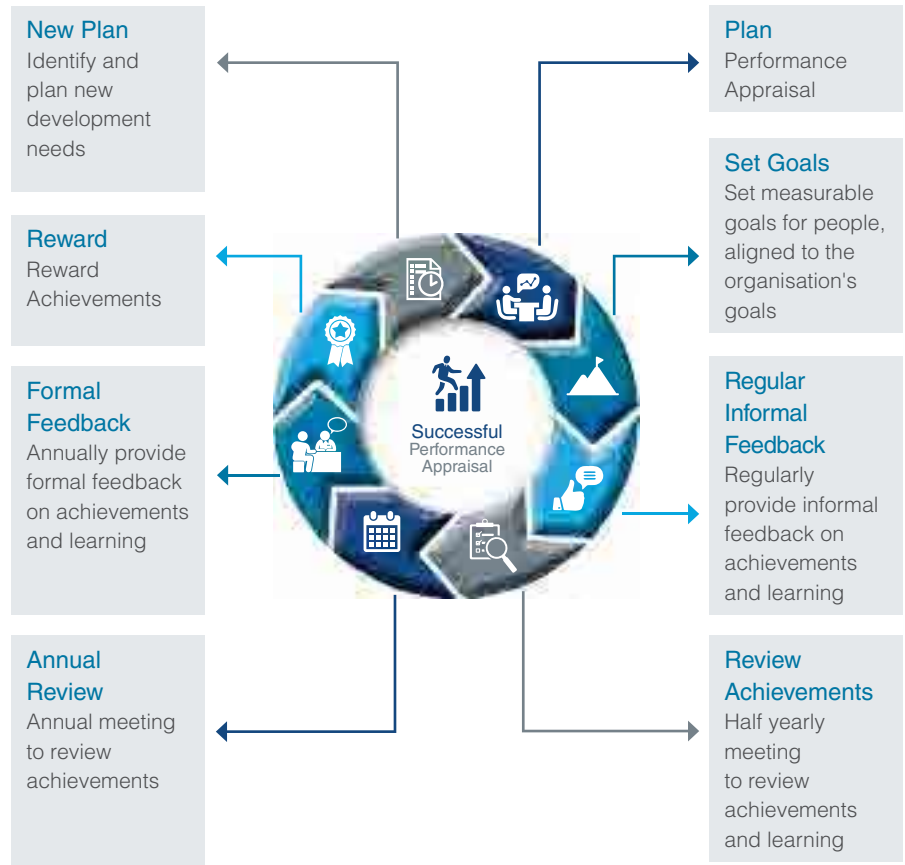 New Plan
Identify and
plan new
development
needs
Reward
Reward
Achievements
Formal
Feedback
Annually provide
formal feedback
on achievements
and learning
Annual
Review
Annual meeting
to review
achievements
Successful
Performance
Appraisal
Plan
Performance
Appraisal
Set Goals
Set measurable
goals for people,
aligned to the
organisation's
goals
Regular
Informal
Feedback
Regularly
provide informal
feedback on
achievements
and learning
Review
Achievements
Half yearly
meeting
to review
achievements
and learning